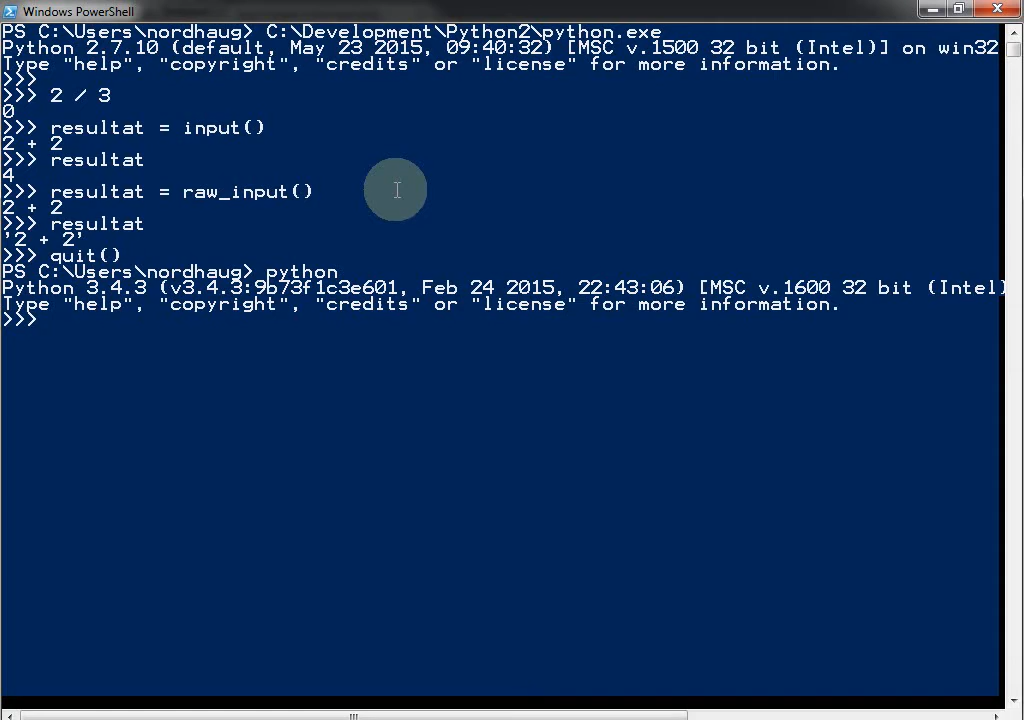 Windows PowerShell
PS C:\Users\nordhaug> C:\Development\Python2\python.exe
Python 2.7.10 (default, May 23 2015, 09:40:32) [MSC v.1500 32 bit (Intel)] on win32
Type "help", "copyright", "credits" or "license" for more information.
>>>
>>> 2 / 3
0
>>> resultat = input()
2 + 2
>>> resultat
4
>>> resultat = raw_input()
2 + 2
>>> resultat
'2 + 2'
>>> quit()
PS C:\Users\nordhaug> python
Python 3.4.3 (v3.4.3:9b73f1c3e601, Feb 24 2015, 22:43:06) [MSC v.1600 32 bit (Intel)
Type "help", "copyright", "credits" or "license" for more information.
>>>